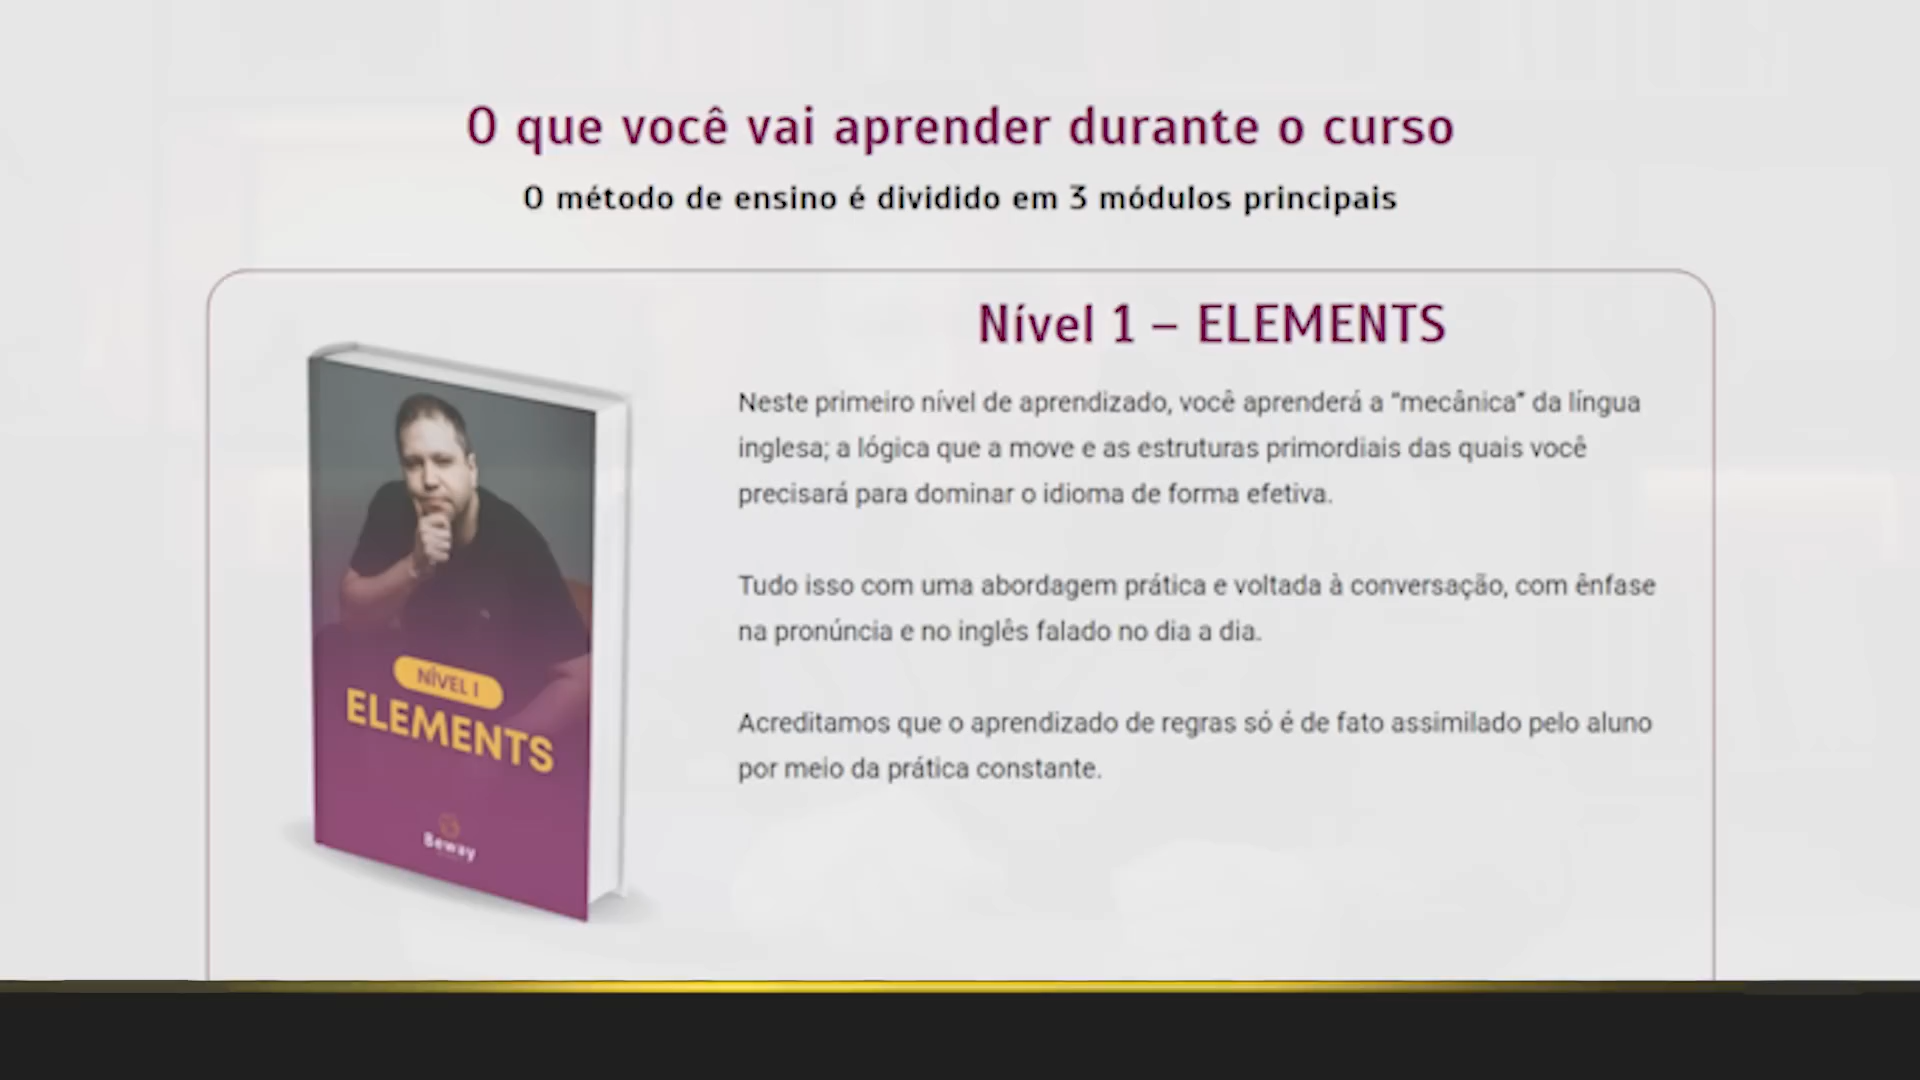 O que você vai aprender durante o curso
O método de ensino é dividido em 3 módulos principais
Nível 1 – ELEMENTS
Neste primeiro nível de aprendizado, você aprenderá a "mecânica" da língua
inglesa; a lógica que a move e as estruturas primordiais das quais você
precisará para dominar o idioma de forma efetiva.
Tudo isso com uma abordagem prática e voltada à conversação, com ênfase
na pronúncia e no inglês falado no dia a dia.
Acreditamos que o aprendizado de regras só é de fato assimilado pelo aluno
por meio da prática constante.
NÍVEL I
ELEMENTS
Beway